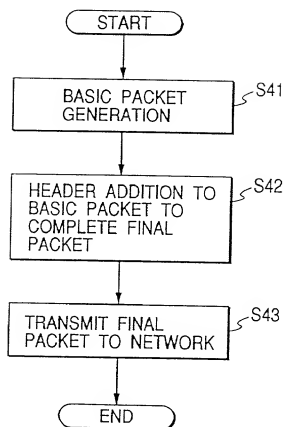 START
BASIC PACKET
GENERATION
S41
HEADER ADDITION TO
BASIC PACKET TO
COMPLETE FINAL
PACKET
S42
TRANSMIT FINAL
PACKET TO NETWORK
S43
END